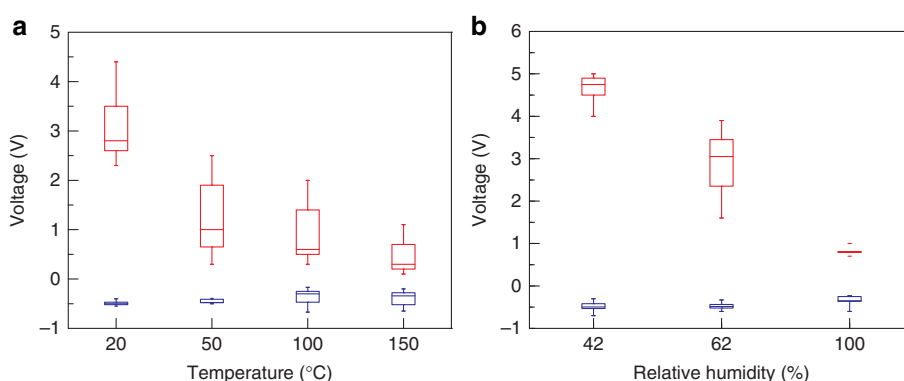 a
5
4
3
2
1
0
−1
Voltage (V)
20 50 100 150
Temperature (°C)
b
6
5
4
3
2
1
0
−1
Voltage (V)
42 62 100
Relative humidity (%)